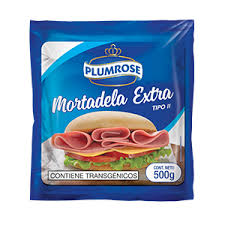 PLUMROSE
Mortadela Extra
TIPO II
CONTIENE TRANSGÉNICOS
CONT. NETO
500g